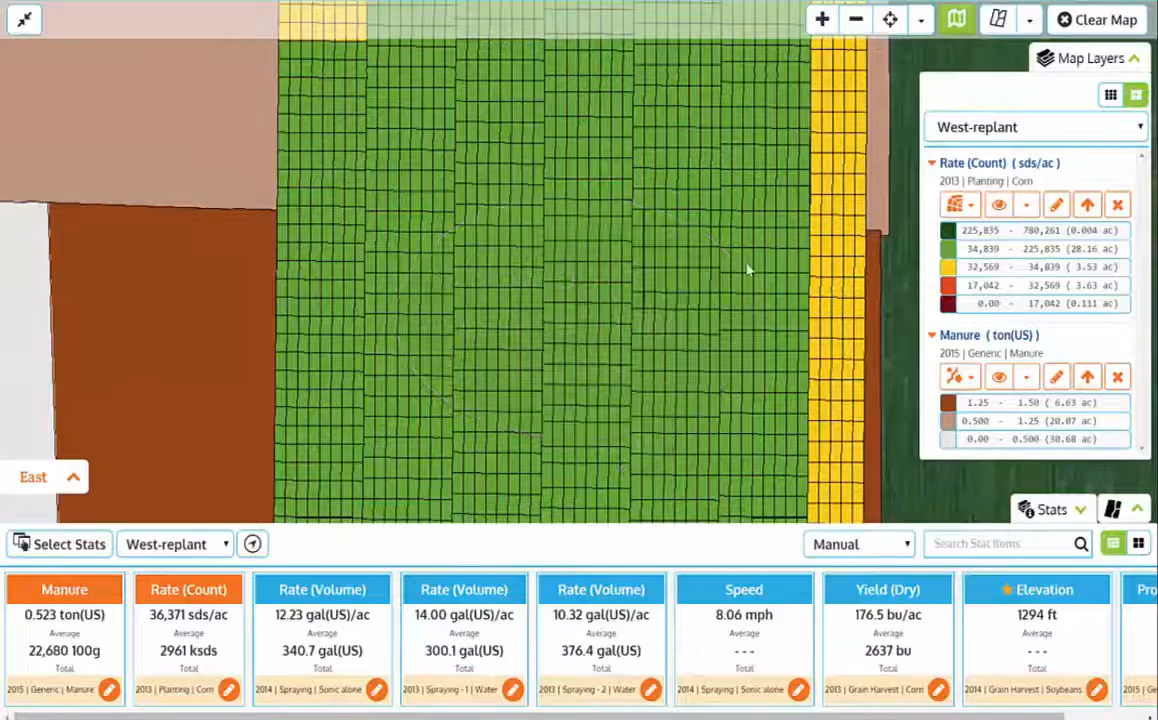 Clear Map
Map Layers
West-replant
Rate (Count) ( sds/ac )
2013 | Planting | Corn
225,835 - 780,261 (0.004 ac)
34,839 - 225,835 (28.16 ac)
32,569 - 34,839 ( 3.53 ac)
17,042 - 32,569 ( 3.63 ac)
0.00 - 17,042 (0.111 ac)
Manure ( ton(US) )
2015 | Generic | Manure
1.25 - 1.50 ( 6.63 ac)
0.500 - 1.25 (20.07 ac)
0.00 - 0.500 (30.68 ac)
East
Stats
Select Stats
West-replant
Manual
Search Stat Items
Manure
0.523 ton(US)
Average
22,680 100g
Total
2015 | Generic | Manure
Rate (Count)
36,371 sds/ac
Average
2961 ksds
Total
2013 | Planting | Corn
Rate (Volume)
12.23 gal(US)/ac
Average
340.7 gal(US)
Total
2014 | Spraying | Sonic alone
Rate (Volume)
14.00 gal(US)/ac
Average
300.1 gal(US)
Total
2013 | Spraying - 1 | Water
Rate (Volume)
10.32 gal(US)/ac
Average
376.4 gal(US)
Total
2013 | Spraying - 2 | Water
Speed
8.06 mph
Average
- - -
Total
2014 | Spraying | Sonic alone
Yield (Dry)
176.5 bu/ac
Average
2637 bu
Total
2013 | Grain Harvest | Corn
Elevation
1294 ft
Average
- - -
Total
2014 | Grain Harvest | Soybeans
Pro
2015 | Ge